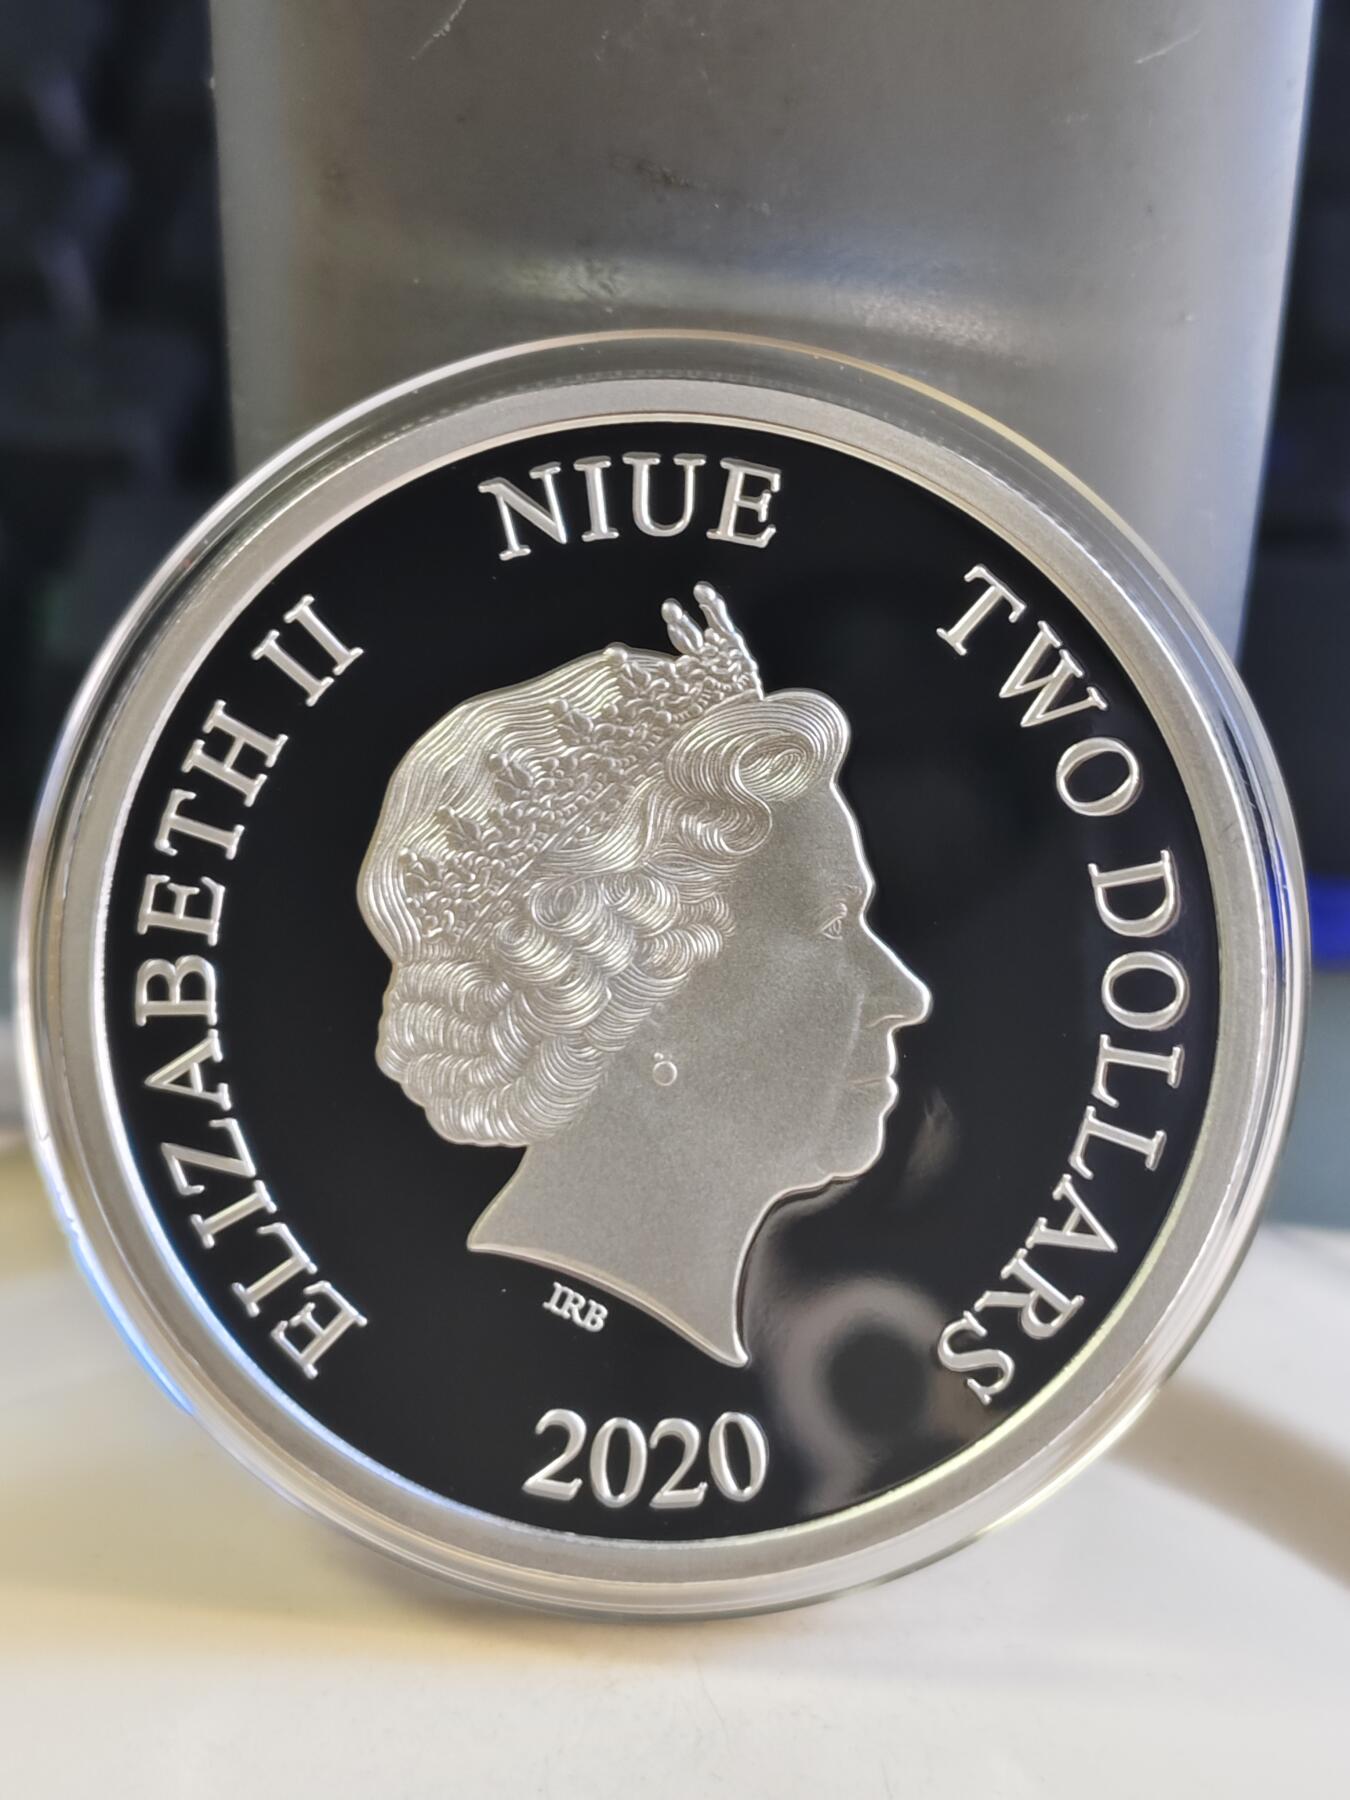 ELIZABETH II
NIUE
TWO DOLLARS
IRB
2020